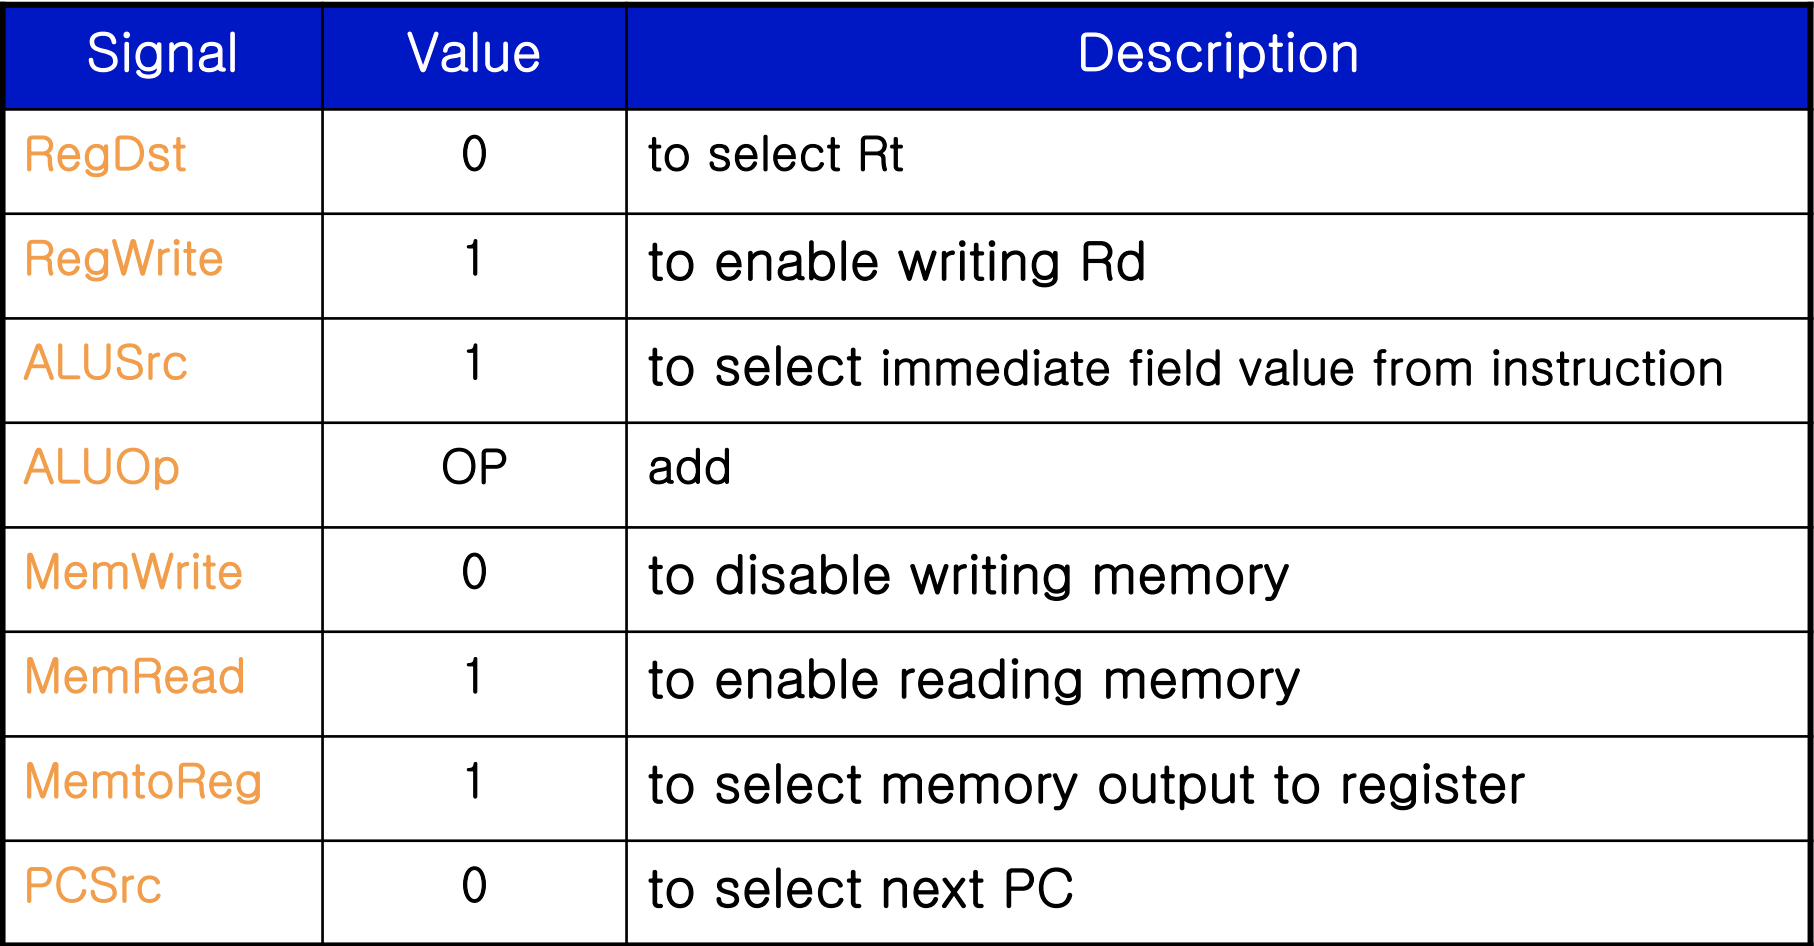 Signal Value Description
RegDst 0 to select Rt
RegWrite 1 to enable writing Rd
ALUSrc 1 to select immediate field value from instruction
ALUOp OP add
MemWrite 0 to disable writing memory
MemRead 1 to enable reading memory
MemtoReg 1 to select memory output to register
PCSrc 0 to select next PC